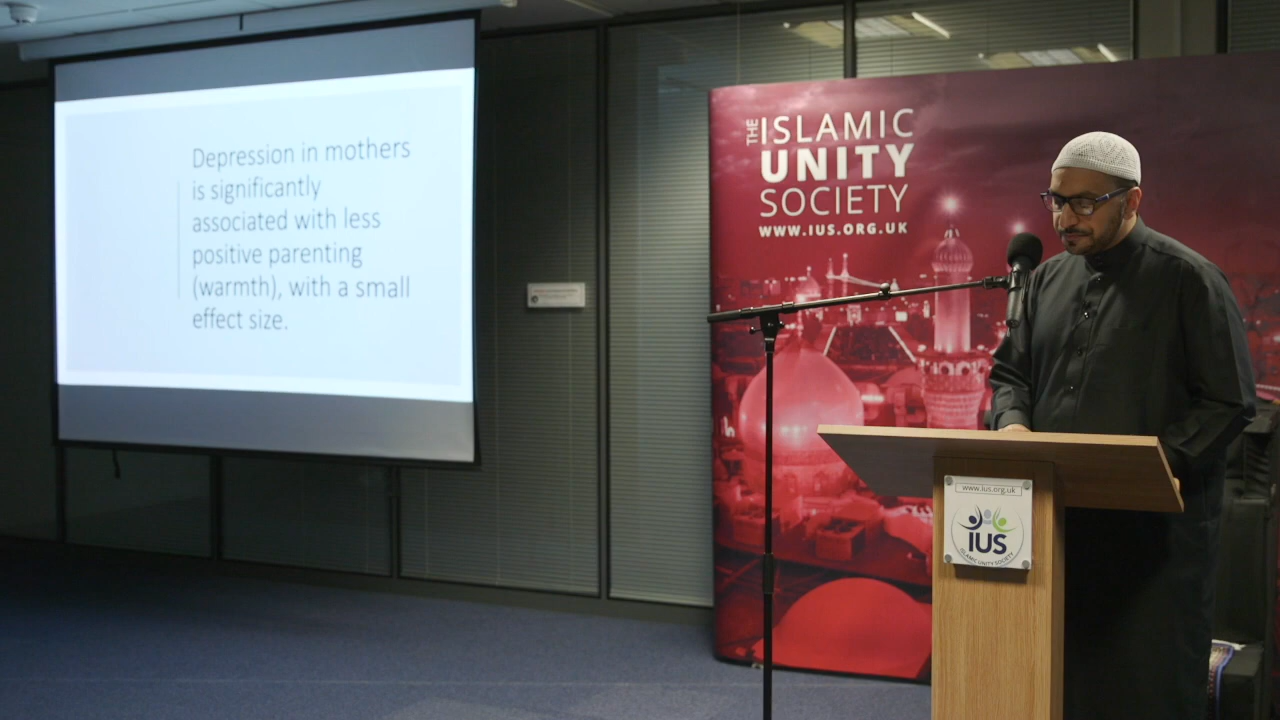 Depression in mothers
is significantly
associated with less
positive parenting
(warmth), with a small
effect size.
THE ISLAMIC
UNITY
SOCIETY
WWW.IUS.ORG.UK
www.ius.org.uk
IUS
ISLAMIC UNITY SOCIETY